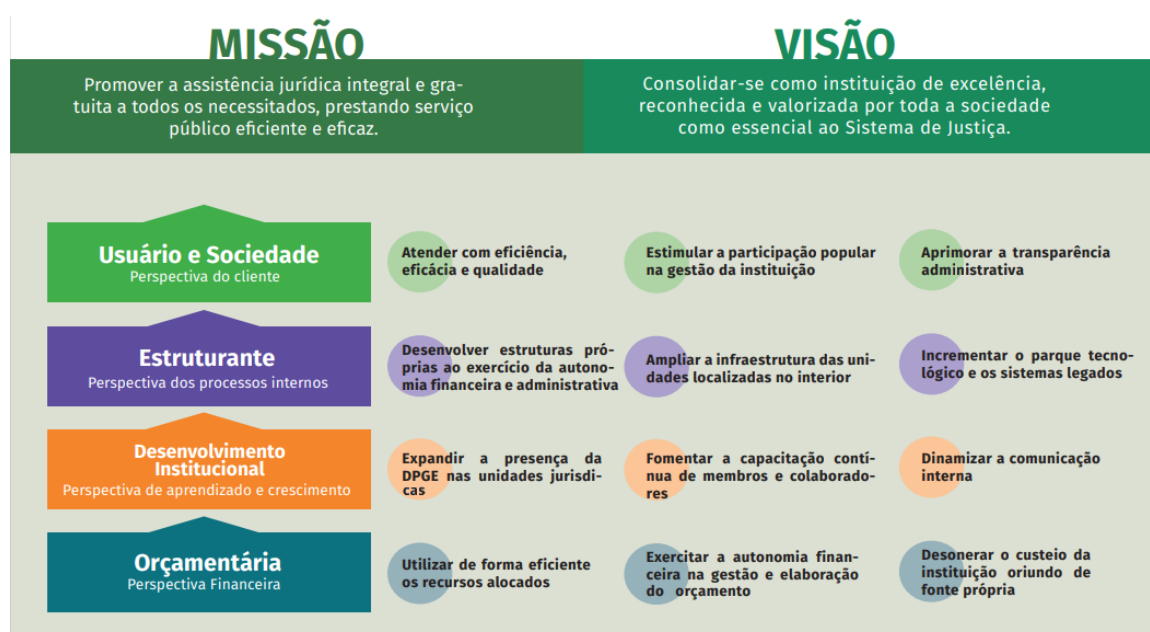 MISSÃO
Promover a assistência jurídica integral e gra-
tuita a todos os necessitados, prestando serviço
público eficiente e eficaz.
VISÃO
Consolidar-se como instituição de excelência,
reconhecida e valorizada por toda a sociedade
como essencial ao Sistema de Justiça.
Usuário e Sociedade
Perspectiva do cliente
Atender com eficiência,
eficácia e qualidade
Estimular a participação popular
na gestão da instituição
Aprimorar a transparência
administrativa
Estruturante
Perspectiva dos processos internos
Desenvolver estruturas pró-
prias ao exercício da autono-
mia financeira e administrativa
Ampliar a infraestrutura das uni-
dades localizadas no interior
Incrementar o parque tecno-
lógico e os sistemas legados
Desenvolvimento
Institucional
Perspectiva de aprendizado e crescimento
Expandir a presença da
DPGE nas unidades jurisdi-
cas
Fomentar a capacitação contí-
nua de membros e colaborado-
res
Dinamizar a comunicação
interna
Orçamentária
Perspectiva Financeira
Utilizar de forma eficiente
os recursos alocados
Exercitar a autonomia finan-
ceira na gestão e elaboração
do orçamento
Desonerar o custeio da
instituição oriundo de
fonte própria